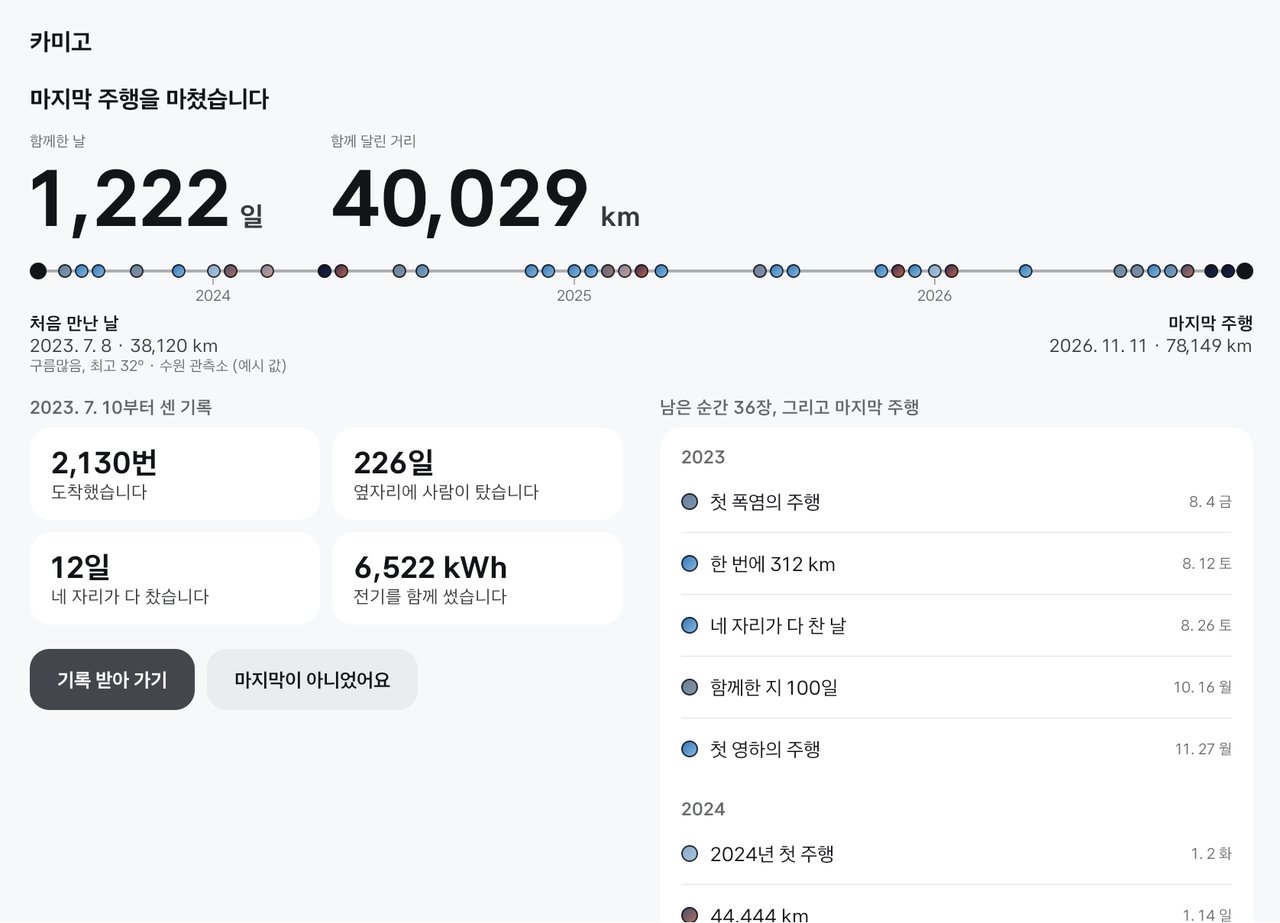 카미고
마지막 주행을 마쳤습니다
함께한 날
1,222 일
함께 달린 거리
40,029 km
2024
2025
2026
처음 만난 날
2023. 7. 8 · 38,120 km
구름많음, 최고 32° · 수원 관측소 (예시 값)
마지막 주행
2026. 11. 11 · 78,149 km
2023. 7. 10부터 센 기록
2,130번
도착했습니다
226일
옆자리에 사람이 탔습니다
12일
네 자리가 다 찼습니다
6,522 kWh
전기를 함께 썼습니다
기록 받아 가기
마지막이 아니었어요
남은 순간 36장, 그리고 마지막 주행
2023
첫 폭염의 주행 8. 4 금
한 번에 312 km 8. 12 토
네 자리가 다 찬 날 8. 26 토
함께한 지 100일 10. 16 월
첫 영하의 주행 11. 27 월
2024
2024년 첫 주행 1. 2 화
44,444 km 1. 14 일